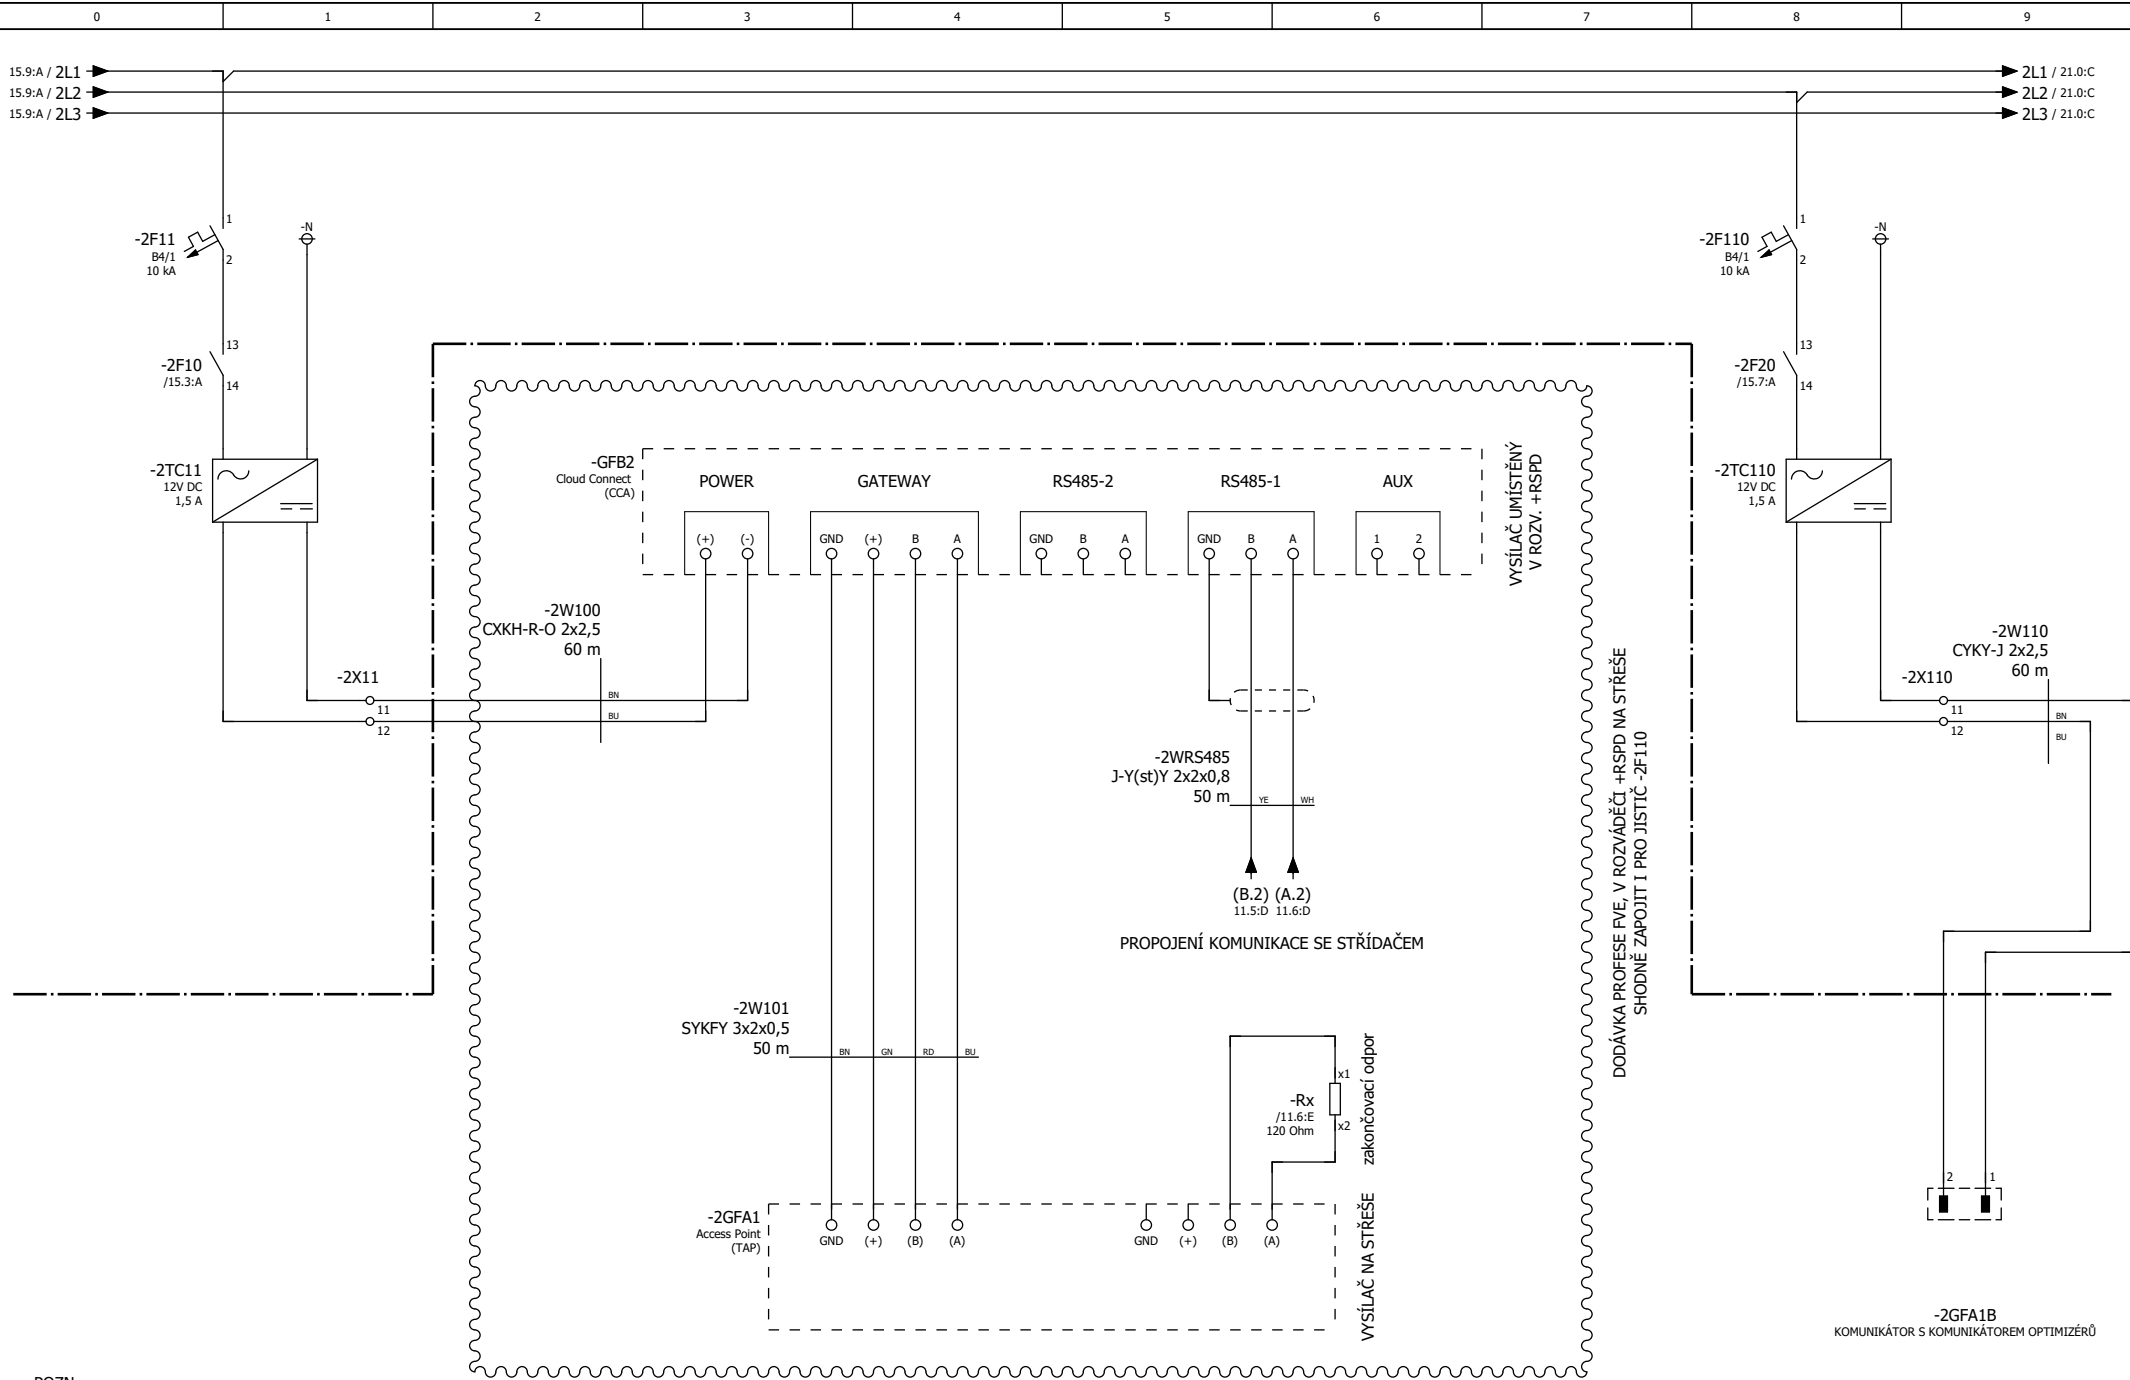 0 1 2 3 4 5 6 7 8 9
15.9:A / 2L1
15.9:A / 2L2
15.9:A / 2L3
2L1 / 21.0:C
2L2 / 21.0:C
2L3 / 21.0:C
-2F11
B4/1
10 kA
1
2
-N
-2F10
/15.3:A
13
14
-2TC11
12V DC
1,5 A
-2X11
11
12
-2W100
CXKH-R-O 2x2,5
60 m
BN
BU
-GFB2
Cloud Connect
(CCA)
POWER
GATEWAY
RS485-2
RS485-1
AUX
(+) (-)
GND (+) B A
GND B A
GND B A
1 2
VYSÍLAČ UMÍSTĚNÝ
V ROZV. +RSPD
-2WRS485
J-Y(st)Y 2x2x0,8
50 m
YE
WH
(B.2) (A.2)
11.5:D 11.6:D
PROPOJENÍ KOMUNIKACE SE STŘÍDAČEM
-2W101
SYKFY 3x2x0,5
50 m
BN GN RD BU
-Rx
/11.6:E
120 Ohm
x1
x2
zakončovací odpor
-2GFA1
Access Point
(TAP)
GND (+) (B) (A)
GND (+) (B) (A)
VYSÍLAČ NA STŘEŠE
DODÁVKA PROFESE FVE, V ROZVÁDĚČI +RSPD NA STŘEŠE
SHODNĚ ZAPOJIT I PRO JISTIČ -2F110
-2F110
B4/1
10 kA
1
2
-N
-2F20
/15.7:A
13
14
-2TC110
12V DC
1,5 A
-2W110
CYKY-J 2x2,5
60 m
-2X110
11
12
BN
BU
2 1
-2GFA1B
KOMUNIKÁTOR S KOMUNIKÁTOREM OPTIMIZÉRŮ